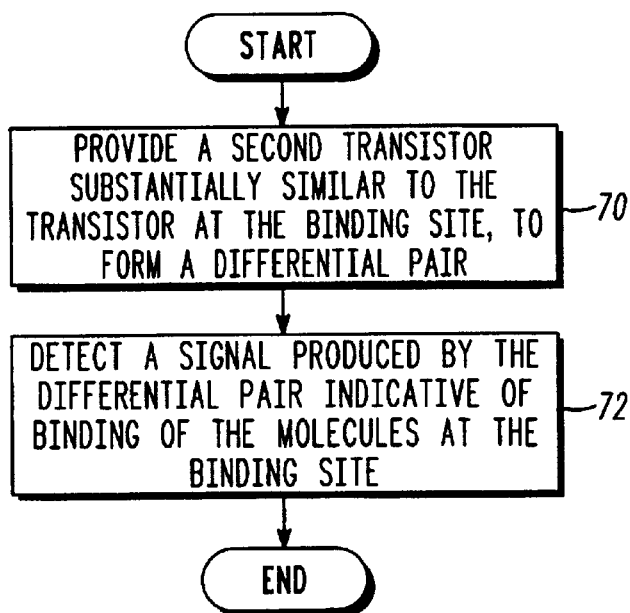 START
PROVIDE A SECOND TRANSISTOR
SUBSTANTIALLY SIMILAR TO THE
TRANSISTOR AT THE BINDING SITE, TO
FORM A DIFFERENTIAL PAIR
70
DETECT A SIGNAL PRODUCED BY THE
DIFFERENTIAL PAIR INDICATIVE OF
BINDING OF THE MOLECULES AT THE
BINDING SITE
72
END